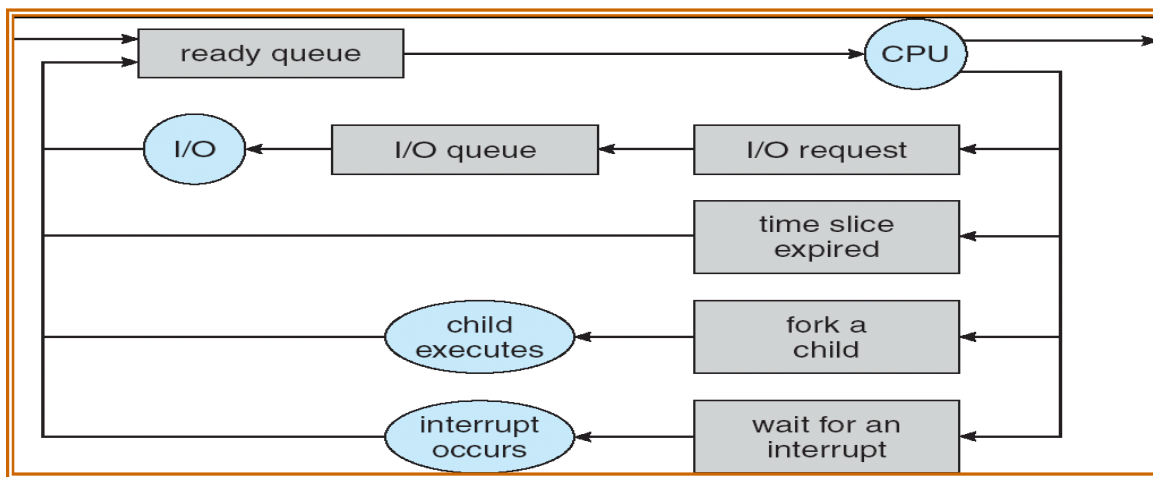 ready queue
CPU
I/O
I/O queue
I/O request
time slice
expired
child
executes
fork a
child
interrupt
occurs
wait for an
interrupt